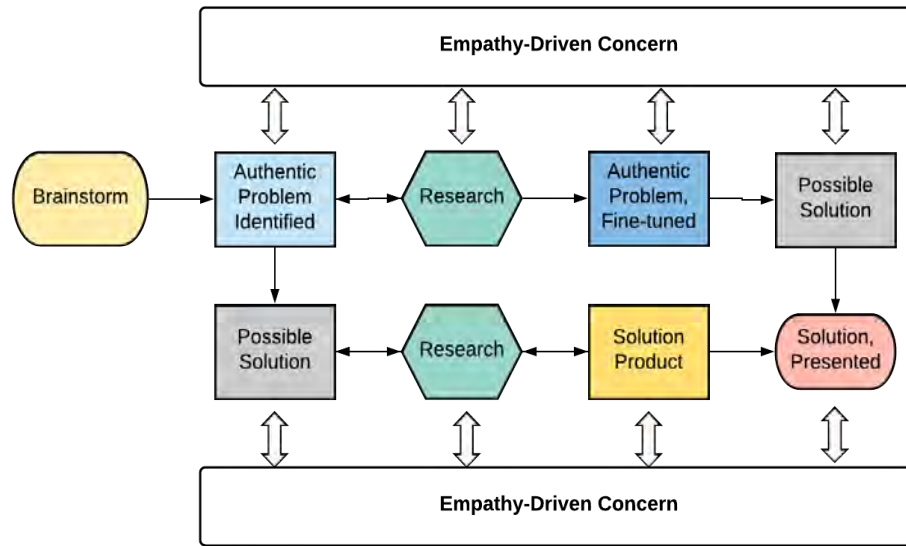 Empathy-Driven Concern
Brainstorm
Authentic
Problem
Identified
Research
Authentic
Problem,
Fine-tuned
Possible
Solution
Possible
Solution
Research
Solution
Product
Solution,
Presented
Empathy-Driven Concern